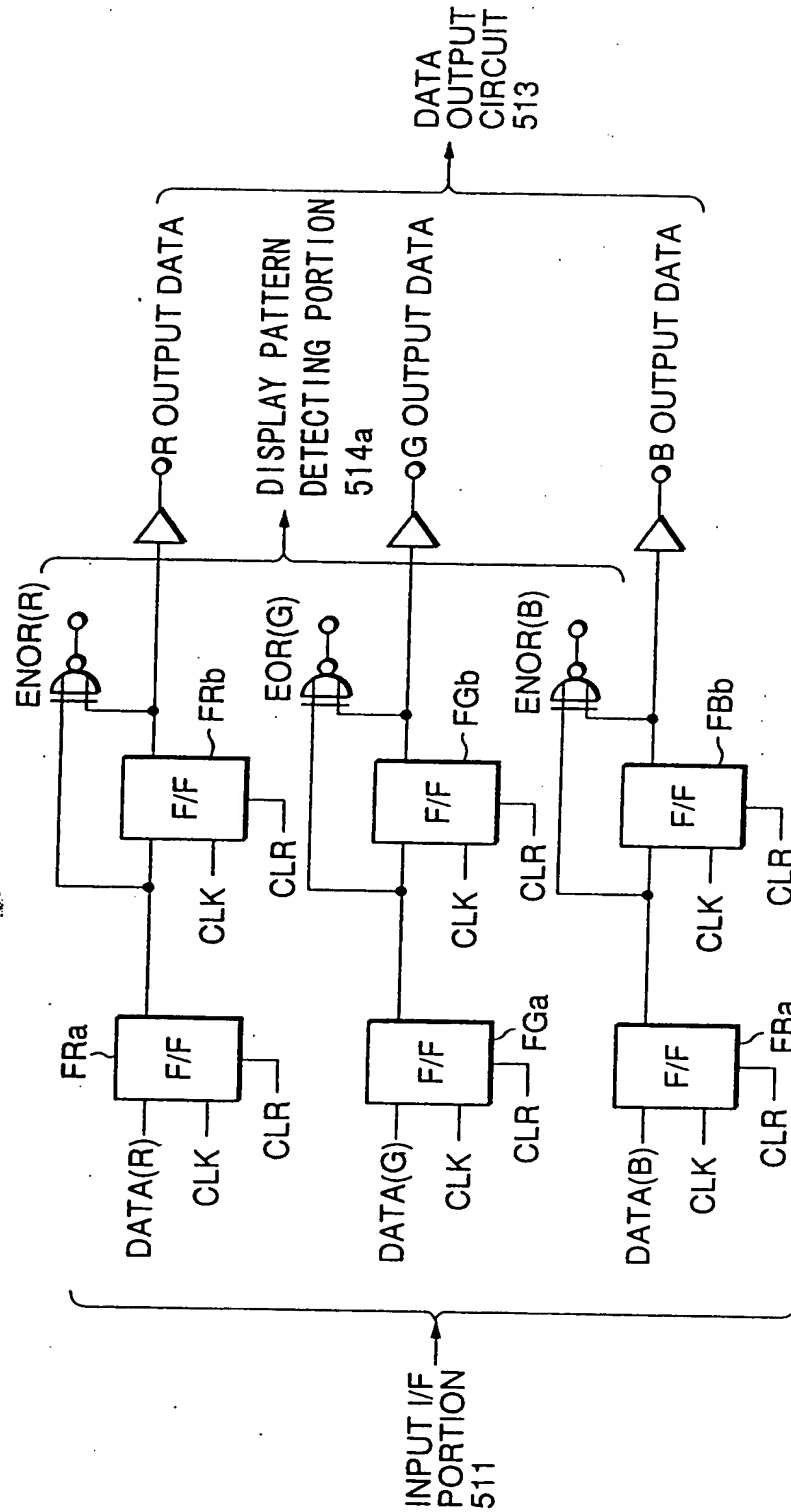 INPUT I/F
PORTION
511
DATA(R)
CLK
CLR
FRa
F/F
CLK
CLR
F/F
FRb
ENOR(R)
R OUTPUT DATA
DISPLAY PATTERN
DETECTING PORTION
514a
DATA(G)
CLK
CLR
F/F
FGa
CLK
CLR
F/F
FGb
EOR(G)
G OUTPUT DATA
DATA(B)
CLK
CLR
F/F
FRa
CLK
CLR
F/F
FBb
ENOR(B)
B OUTPUT DATA
DATA
OUTPUT
CIRCUIT
513